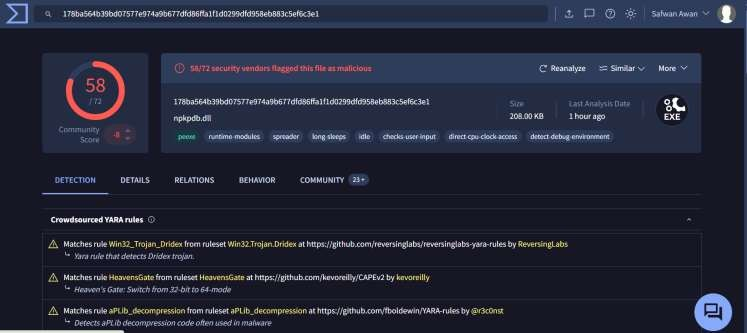 178ba564b39bd07577e974a9b677dfd86ffa1f1d0299dfd958eb883c5ef6c3e1
Safwan Awan
58
/ 72
Community
Score
-8
58/72 security vendors flagged this file as malicious
Reanalyze
Similar
More
178ba564b39bd07577e974a9b677dfd86ffa1f1d0299dfd958eb883c5ef6c3e1
npkpdb.dll
Size
208.00 KB
Last Analysis Date
1 hour ago
EXE
peexe runtime-modules spreader long-sleeps idle checks-user-input direct-cpu-clock-access detect-debug-environment
DETECTION DETAILS RELATIONS BEHAVIOR COMMUNITY 23+
Crowdsourced YARA rules
Matches rule Win32_Trojan_Dridex from ruleset Win32.Trojan.Dridex at https://github.com/reversinglabs/reversinglabs-yara-rules by ReversingLabs
Yara rule that detects Dridex trojan.
Matches rule HeavensGate from ruleset HeavensGate at https://github.com/kevoreilly/CAPEv2 by kevoreilly
Heaven's Gate: Switch from 32-bit to 64-mode
Matches rule aPLib_decompression from ruleset aPLib_decompression at https://github.com/fboldewin/YARA-rules by @r3c0nst
Detects aPLib decompression code often used in malware